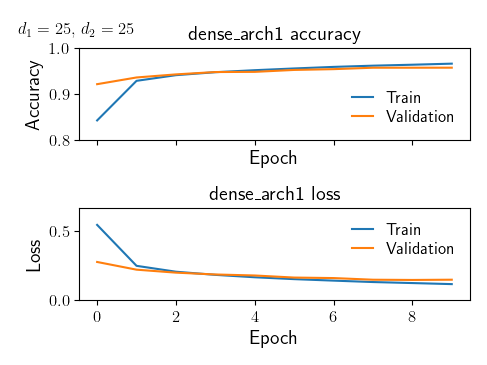 d₁ = 25, d₂ = 25
dense_arch1 accuracy
1.0
0.9
0.8
Accuracy
Train
Validation
Epoch
dense_arch1 loss
0.5
0.0
Loss
Train
Validation
0 2 4 6 8
Epoch